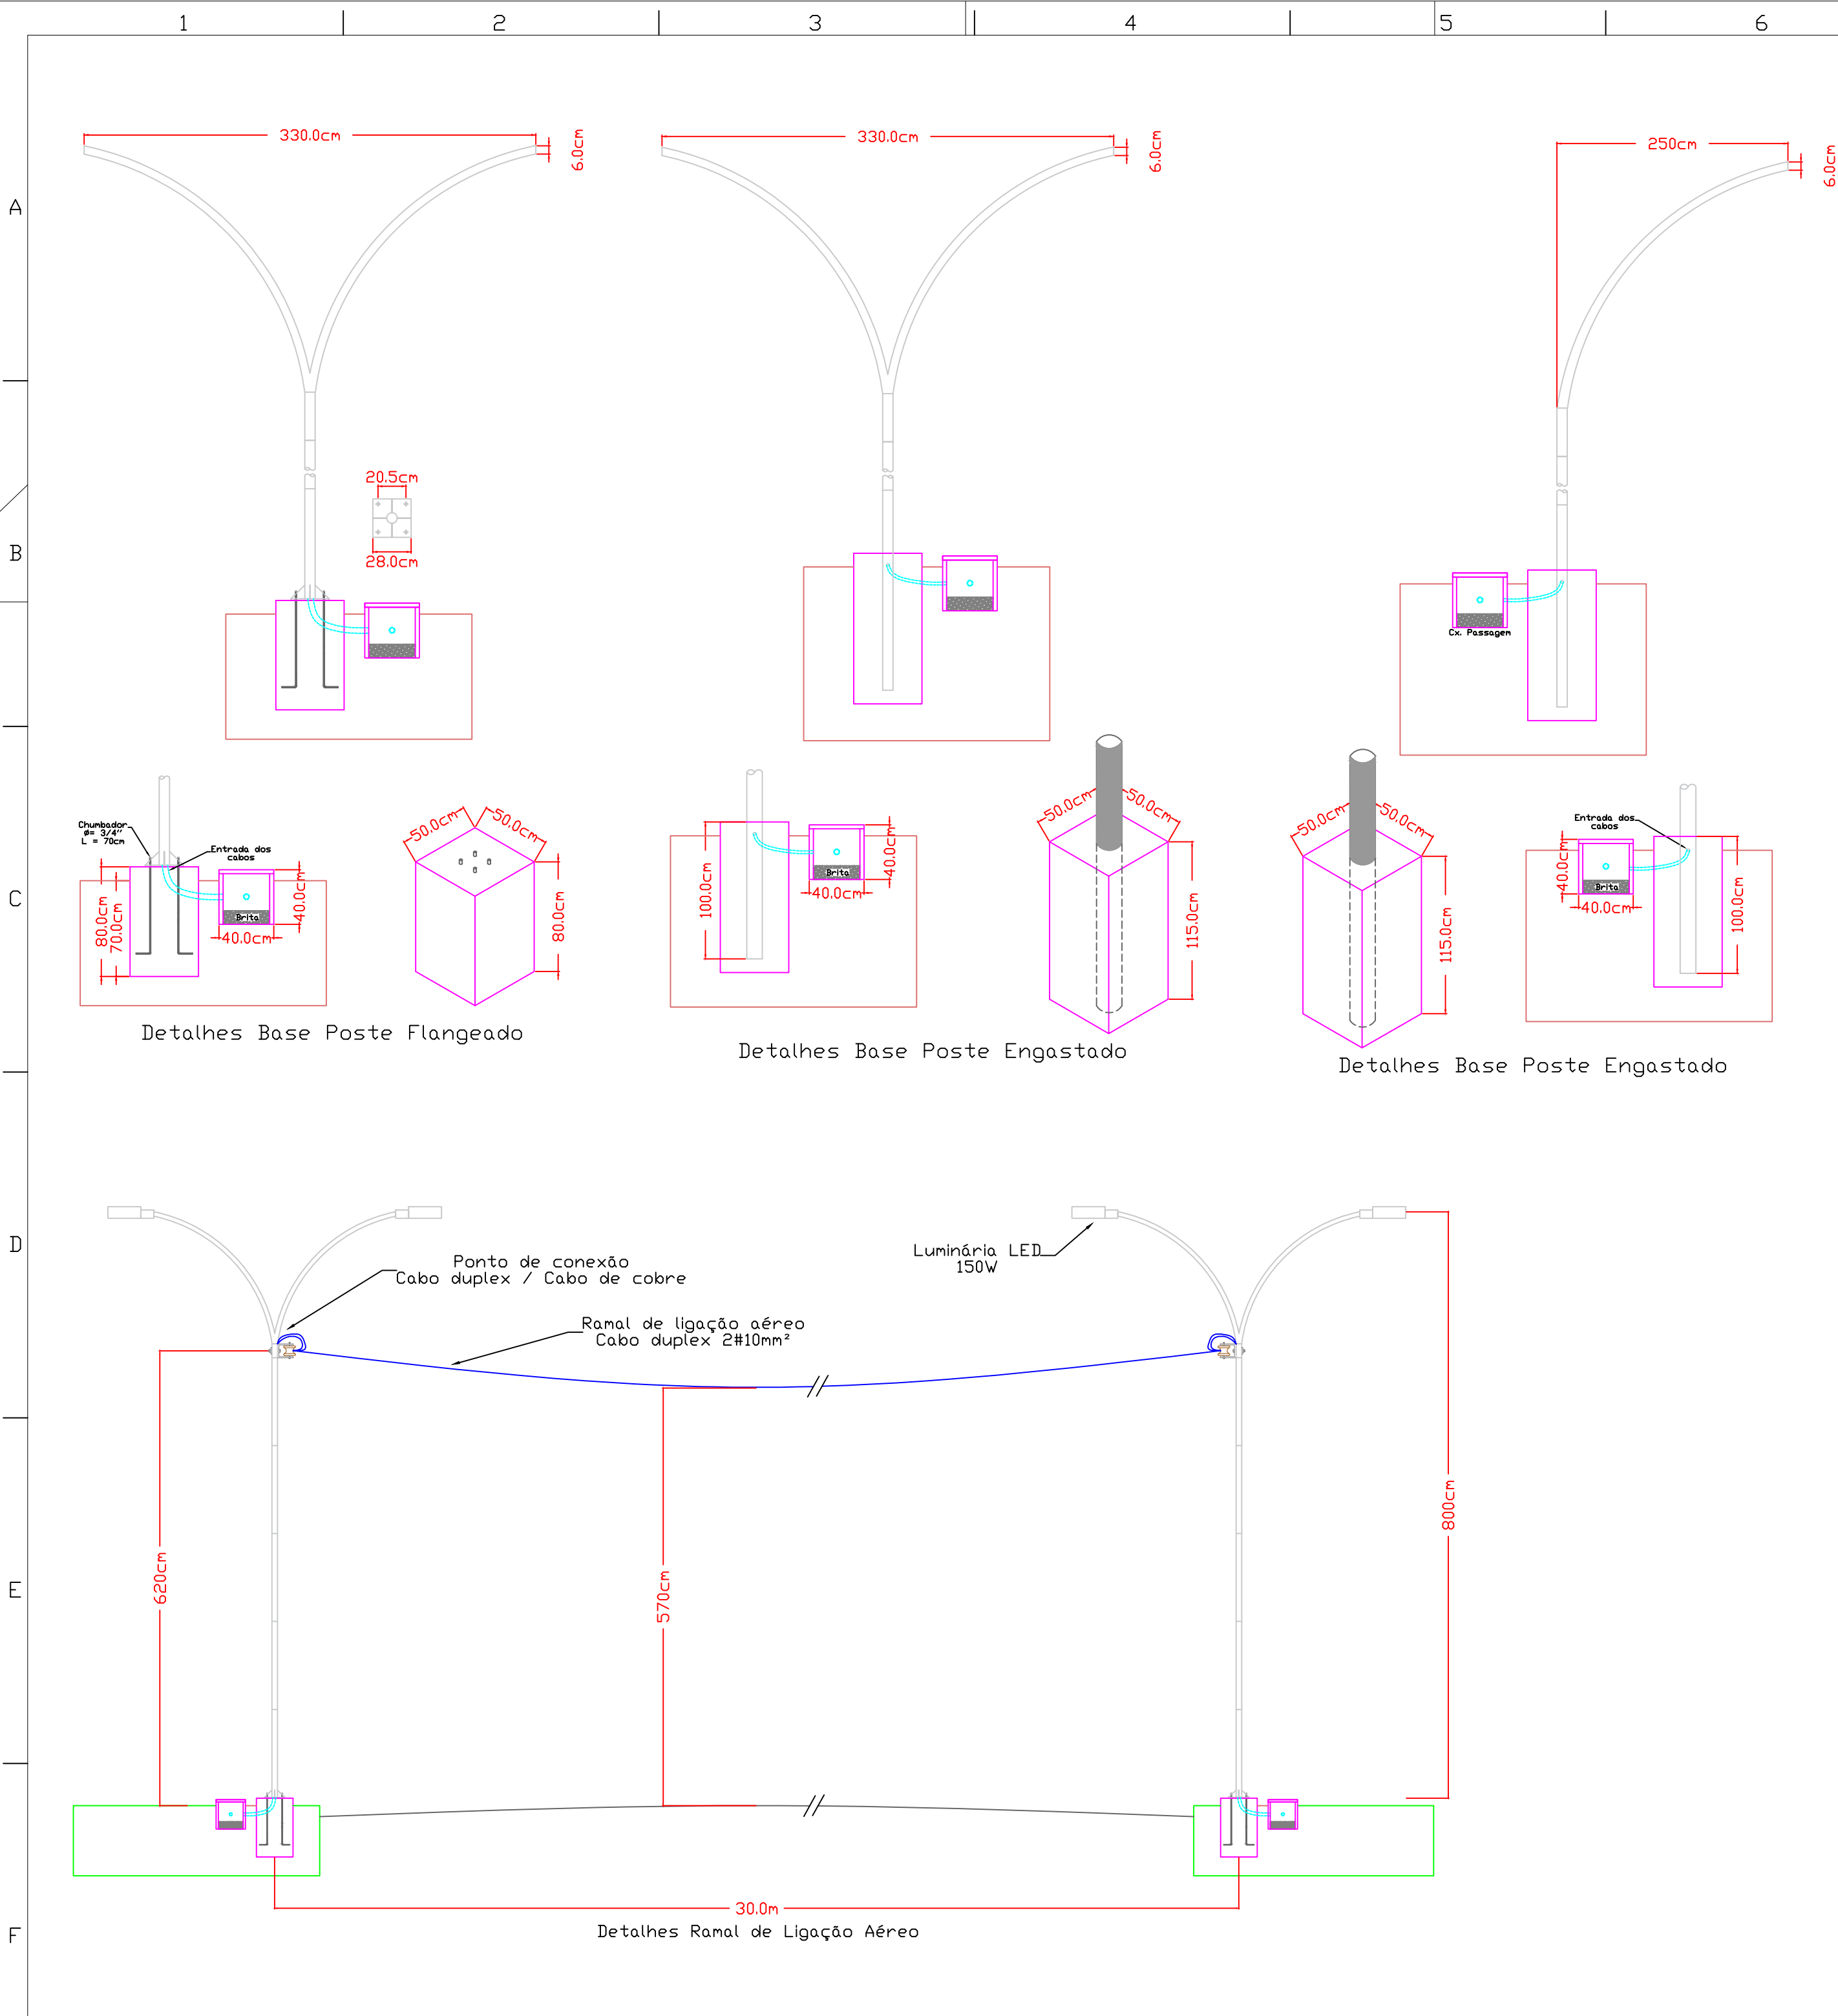 1 2 3 4 5 6
A
B
C
D
E
F
330.0cm
6.0cm
330.0cm
6.0cm
250cm
6.0cm
20.5cm
28.0cm
Cx. Passagem
Chumbador
ø= 3/4''
L = 70cm
Entrada dos
cabos
80.0cm
70.0cm
Brita
40.0cm
40.0cm
50.0cm
50.0cm
80.0cm
Detalhes Base Poste Flangeado
100.0cm
Brita
40.0cm
40.0cm
50.0cm
50.0cm
115.0cm
Detalhes Base Poste Engastado
50.0cm
50.0cm
115.0cm
Entrada dos
cabos
40.0cm
Brita
40.0cm
100.0cm
Detalhes Base Poste Engastado
Ponto de conexão
Cabo duplex / Cabo de cobre
Ramal de ligação aéreo
Cabo duplex 2#10mm²
Luminária LED
150W
620cm
570cm
800cm
30.0m
Detalhes Ramal de Ligação Aéreo